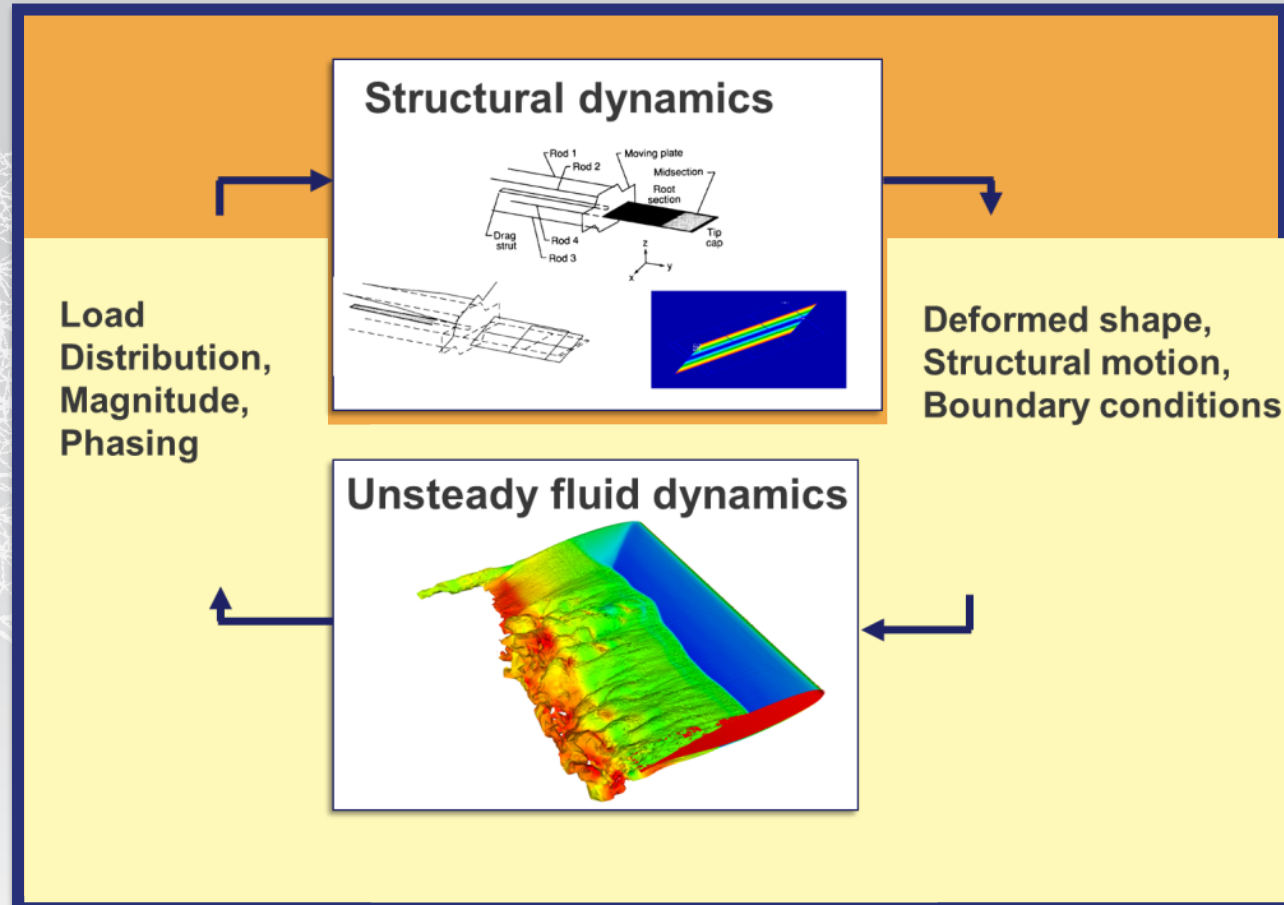 Structural dynamics
Rod 1
Moving plate
Rod 2
Midsection
Root
section
Drag
strut
Rod 4
Rod 3
Tip
cap
z
x
y
Load
Distribution,
Magnitude,
Phasing
Deformed shape,
Structural motion,
Boundary conditions
Unsteady fluid dynamics